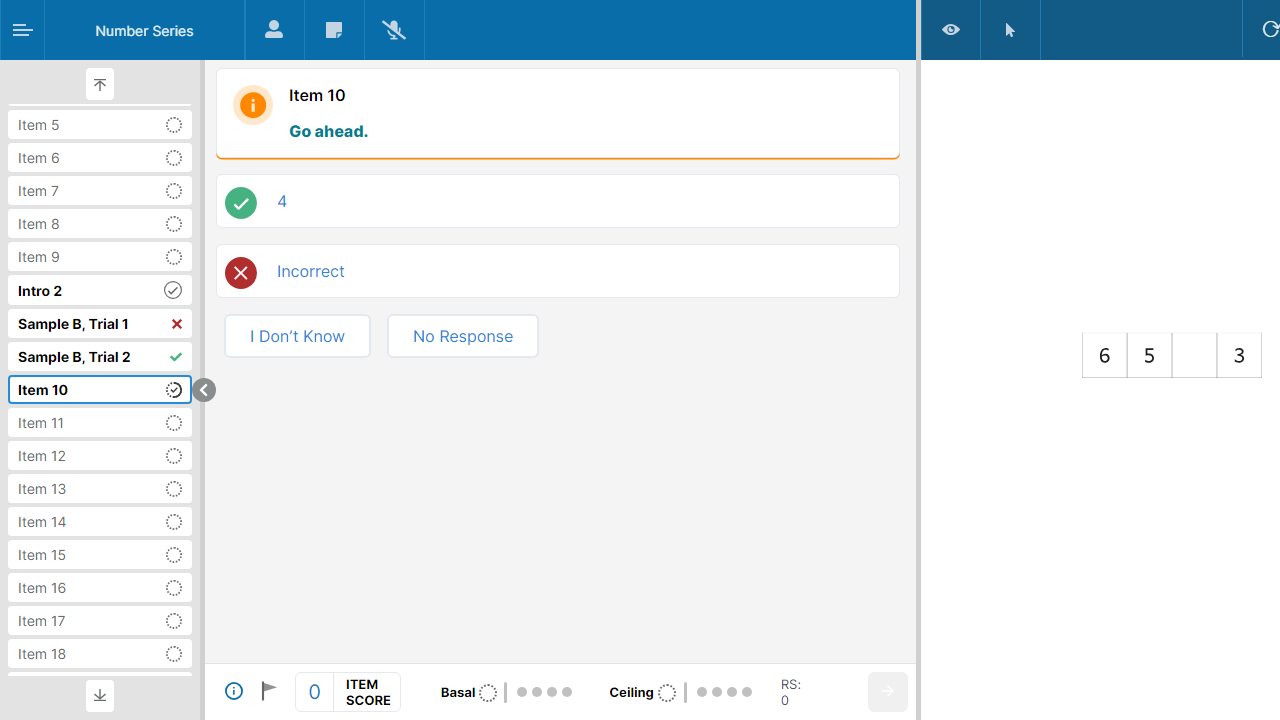 Number Series
Item 5
Item 6
Item 7
Item 8
Item 9
Intro 2
Sample B, Trial 1
Sample B, Trial 2
Item 10
Item 11
Item 12
Item 13
Item 14
Item 15
Item 16
Item 17
Item 18
Item 10
Go ahead.
4
Incorrect
I Don’t Know
No Response
0
ITEM
SCORE
Basal
Ceiling
RS:
0
6 5 3